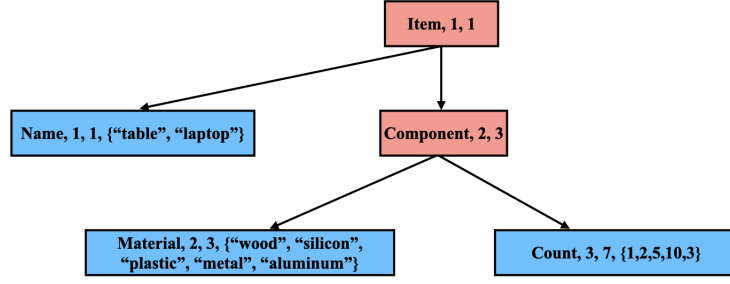 Item, 1, 1
Name, 1, 1, {“table”, “laptop”}
Component, 2, 3
Material, 2, 3, {“wood”, “silicon”,
“plastic”, “metal”, “aluminum”}
Count, 3, 7, {1,2,5,10,3}